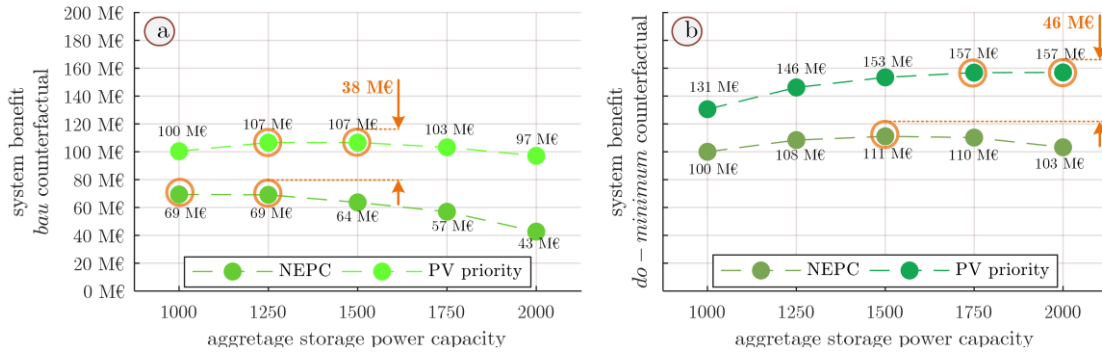 a
200 M€
180 M€
160 M€
140 M€
120 M€
100 M€
80 M€
60 M€
40 M€
20 M€
0 M€
system benefit
bau counterfactual
38 M€
100 M€
107 M€
107 M€
103 M€
97 M€
69 M€
69 M€
64 M€
57 M€
43 M€
NEPC
PV priority
1000
1250
1500
1750
2000
aggretage storage power capacity
b
46 M€
system benefit
do − minimum counterfactual
131 M€
146 M€
153 M€
157 M€
157 M€
100 M€
108 M€
111 M€
110 M€
103 M€
NEPC
PV priority
1000
1250
1500
1750
2000
aggretage storage power capacity